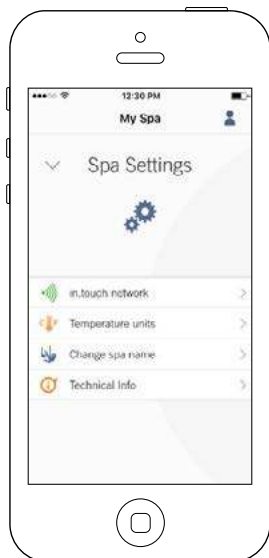 12:30 PM
My Spa
Spa Settings
in.touch network
Temperature units
Change spa name
Technical Info